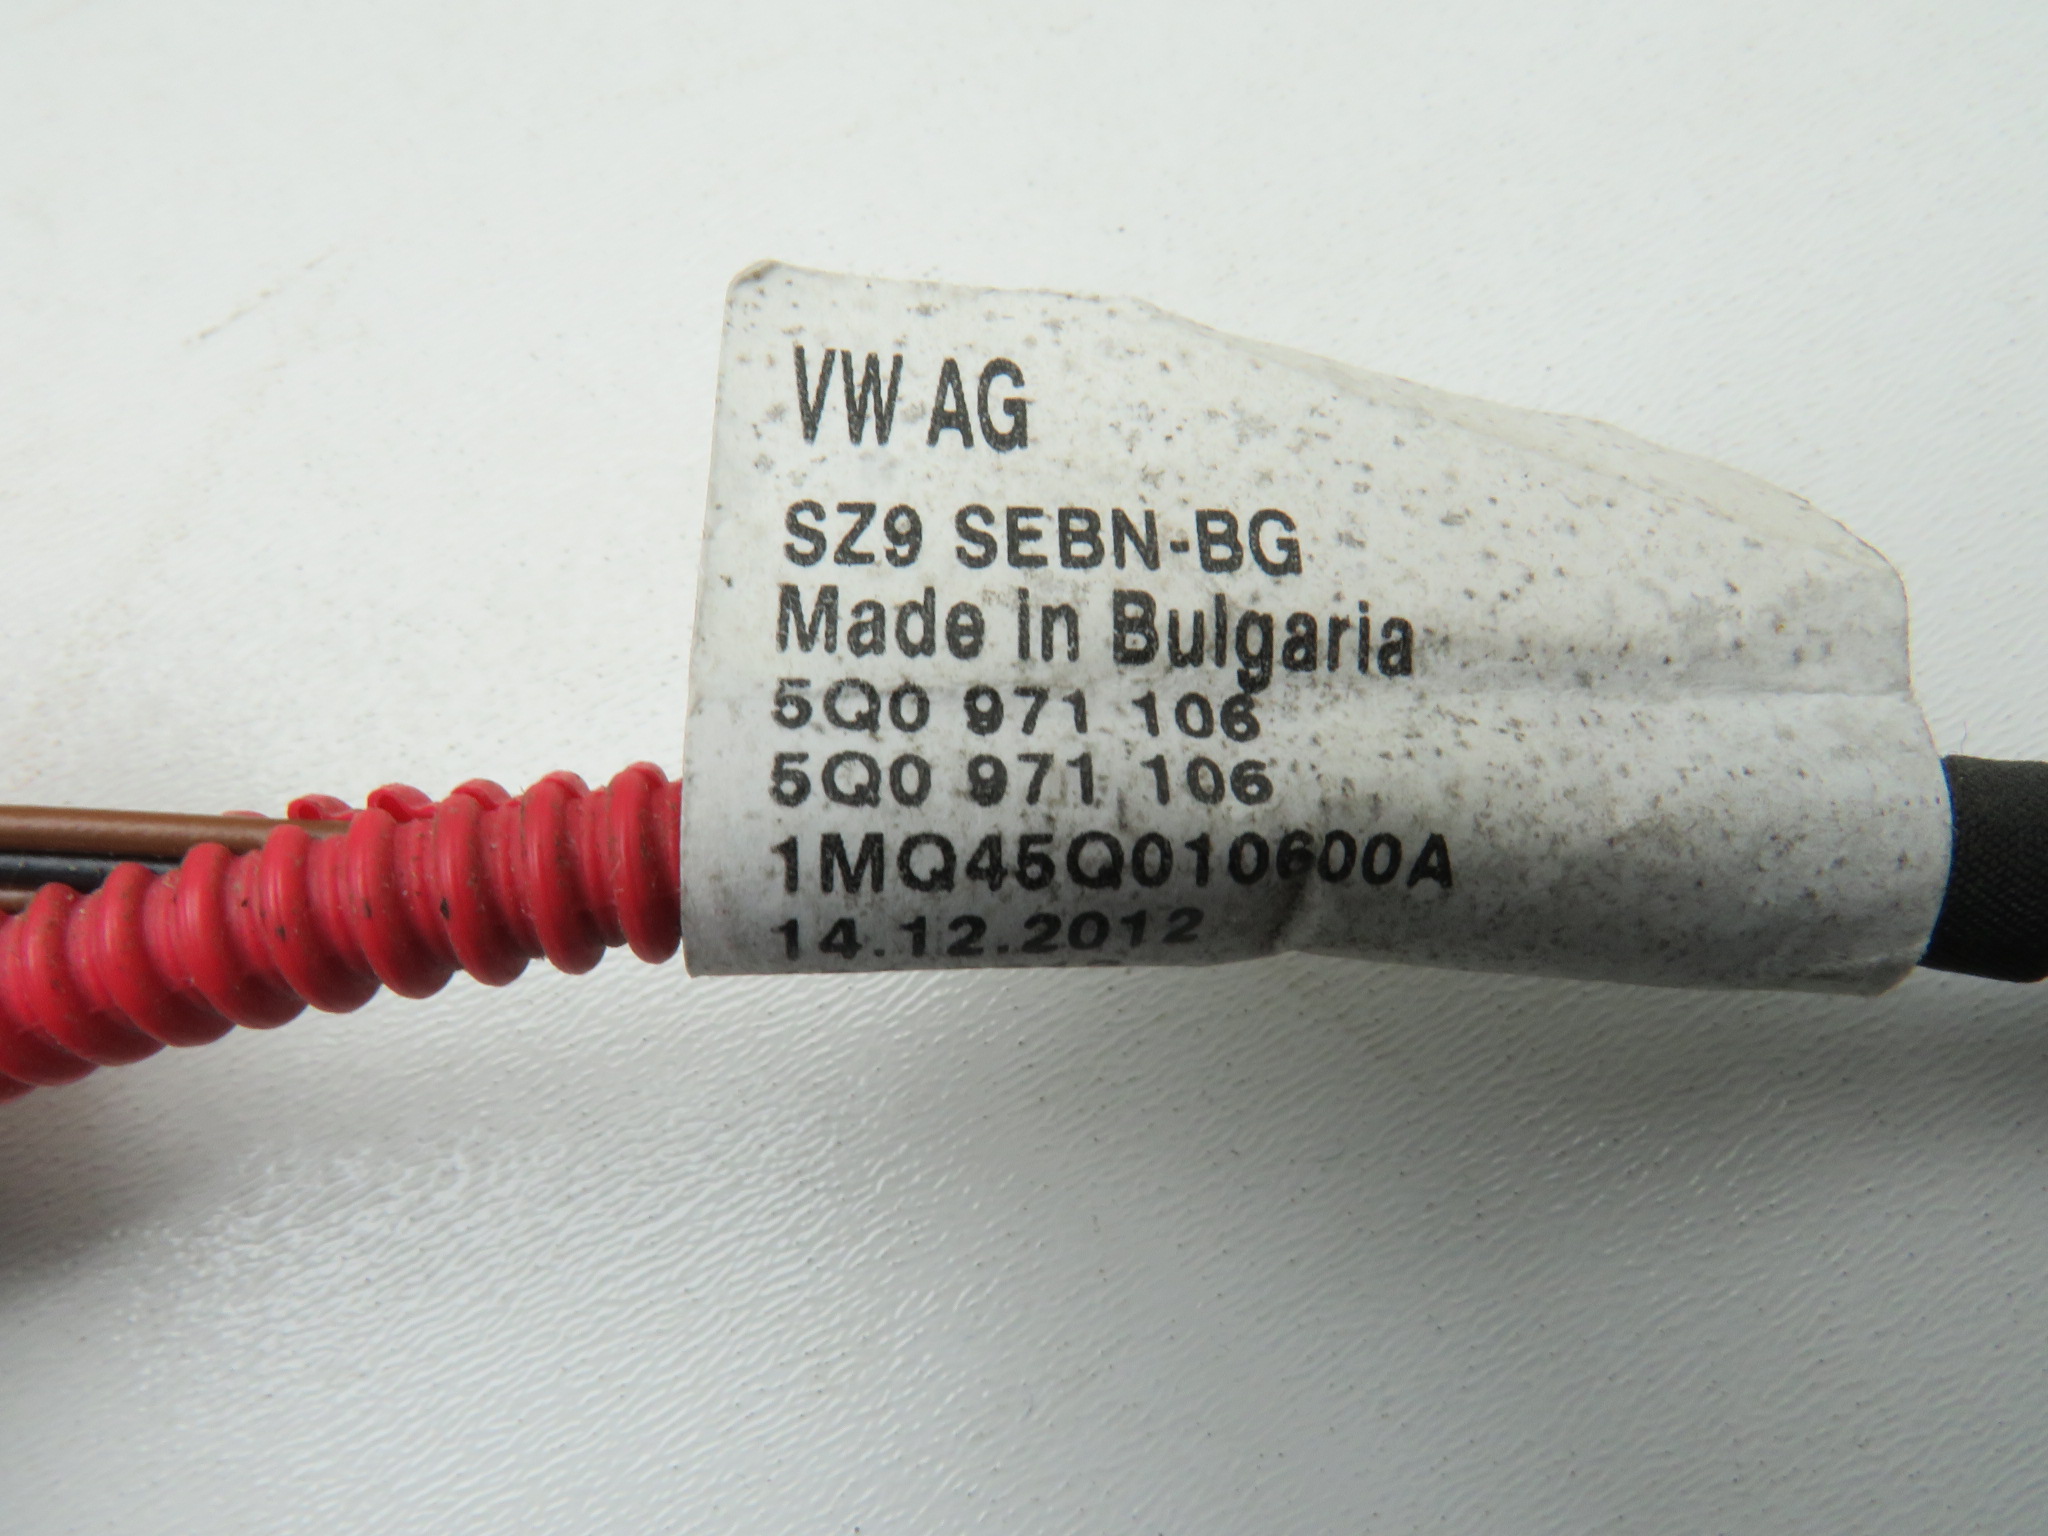 VW AG
SZ9 SEBN-BG
Made in Bulgaria
5Q0 971 106
5Q0 971 106
1MQ45Q010600A
14.12.2012